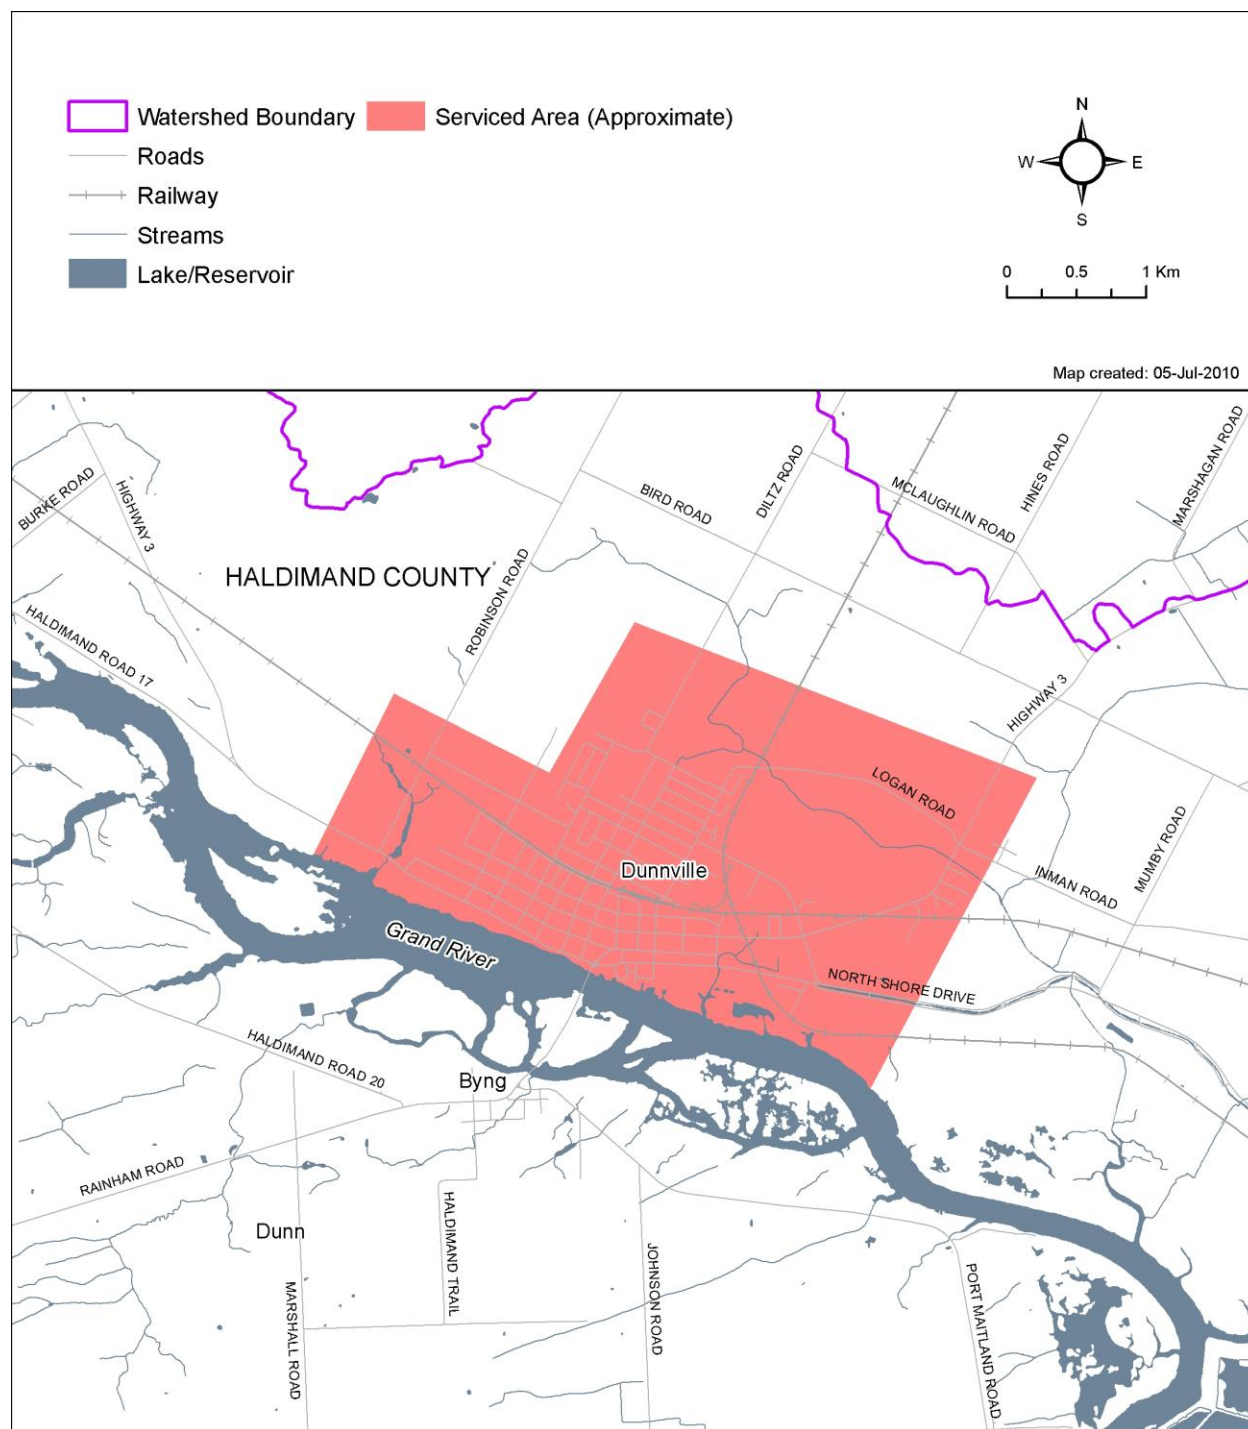 Watershed Boundary
Serviced Area (Approximate)
Roads
Railway
Streams
Lake/Reservoir
N
W
E
S
0 0.5 1 Km
Map created: 05-Jul-2010
BURKE ROAD
HIGHWAY 3
BIRD ROAD
DILTZ ROAD
MCLAUGHLIN ROAD
HINES ROAD
MARSHAGAN ROAD
HALDIMAND COUNTY
ROBINSON ROAD
HALDIMAND ROAD 17
HIGHWAY 3
LOGAN ROAD
MUMBY ROAD
Dunnville
INMAN ROAD
Grand River
NORTH SHORE DRIVE
HALDIMAND ROAD 20
Byng
RAINHAM ROAD
Dunn
HALDIMAND TRAIL
MARSHALL ROAD
JOHNSON ROAD
PORT MAITLAND ROAD